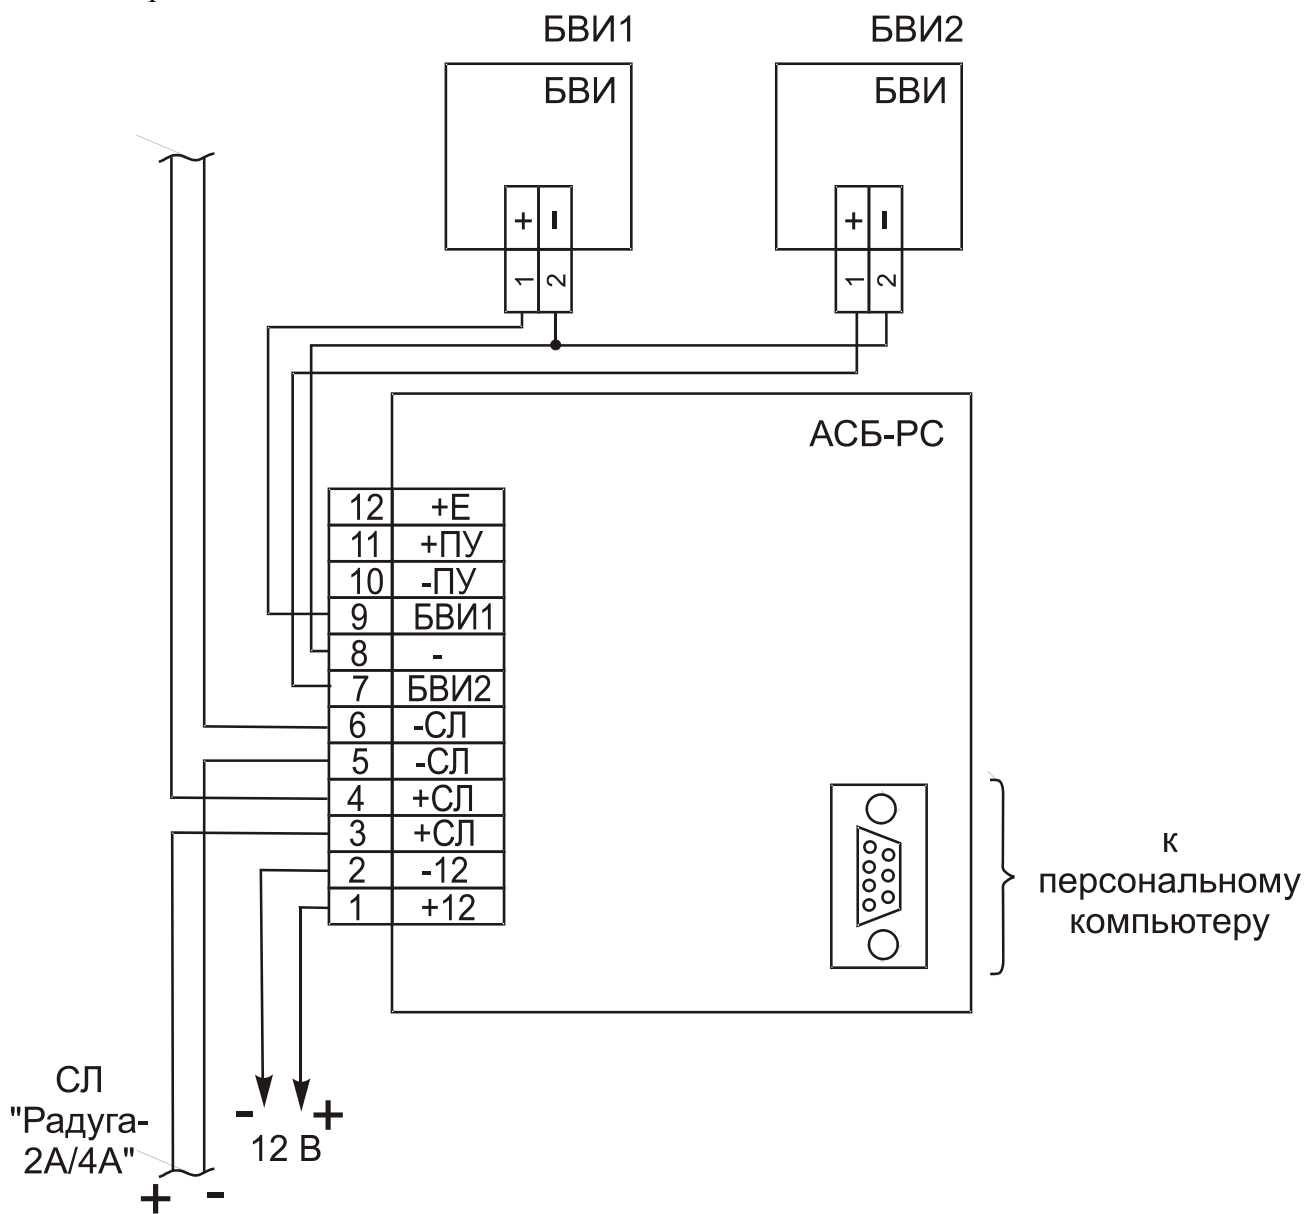 БВИ1
БВИ2
БВИ
БВИ
+ -
+ -
1 2
1 2
АСБ-РС
12 +Е
11 +ПУ
10 -ПУ
9 БВИ1
8 -
7 БВИ2
6 -СЛ
5 -СЛ
4 +СЛ
3 +СЛ
2 -12
1 +12
к
персональному
компьютеру
СЛ
"Радуга-
2А/4А"
+ -
- +
12 В